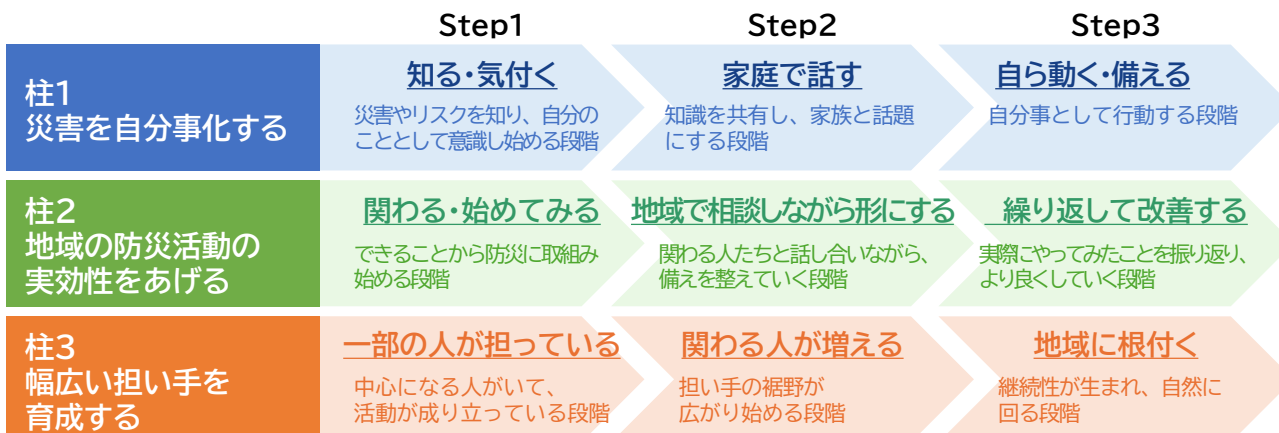 Step1
Step2
Step3
柱1
災害を自分事化する
知る・気付く
災害やリスクを知り、自分の
こととして意識し始める段階
家庭で話す
知識を共有し、家族と話題
にする段階
自ら動く・備える
自分事として行動する段階
柱2
地域の防災活動の
実効性をあげる
関わる・始めてみる
できることから防災に取組み
始める段階
地域で相談しながら形にする
関わる人たちと話し合いながら、
備えを整えていく段階
繰り返して改善する
実際にやってみたことを振り返り、
より良くしていく段階
柱3
幅広い担い手を
育成する
一部の人が担っている
中心になる人がいて、
活動が成り立っている段階
関わる人が増える
担い手の裾野が
広がり始める段階
地域に根付く
継続性が生まれ、自然に
回る段階